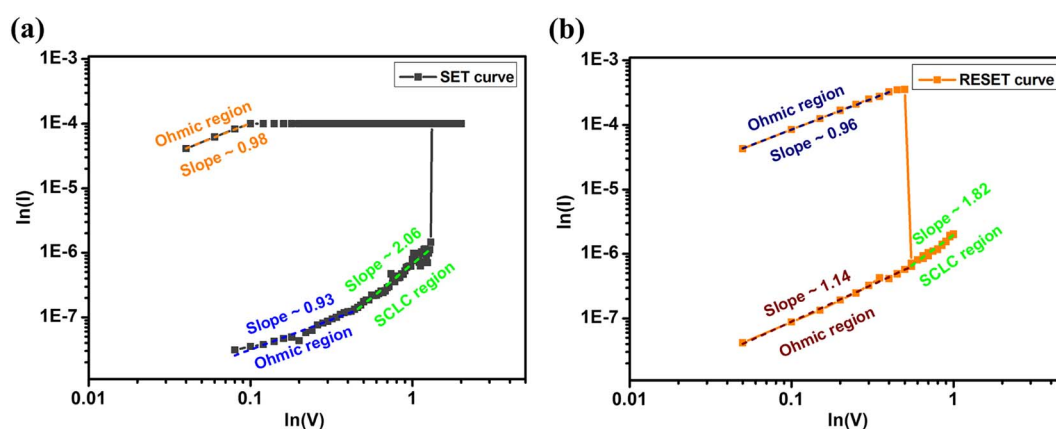 (a)
1E-3
1E-4
1E-5
1E-6
1E-7
ln(I)
0.01
0.1
1
ln(V)
SET curve
Ohmic region
Slope ~ 0.98
Slope ~ 0.93
Ohmic region
Slope ~ 2.06
SCLC region
(b)
1E-3
1E-4
1E-5
1E-6
1E-7
ln(I)
0.01
0.1
1
ln(V)
RESET curve
Ohmic region
Slope ~ 0.96
Slope ~ 1.14
Ohmic region
Slope ~ 1.82
SCLC region